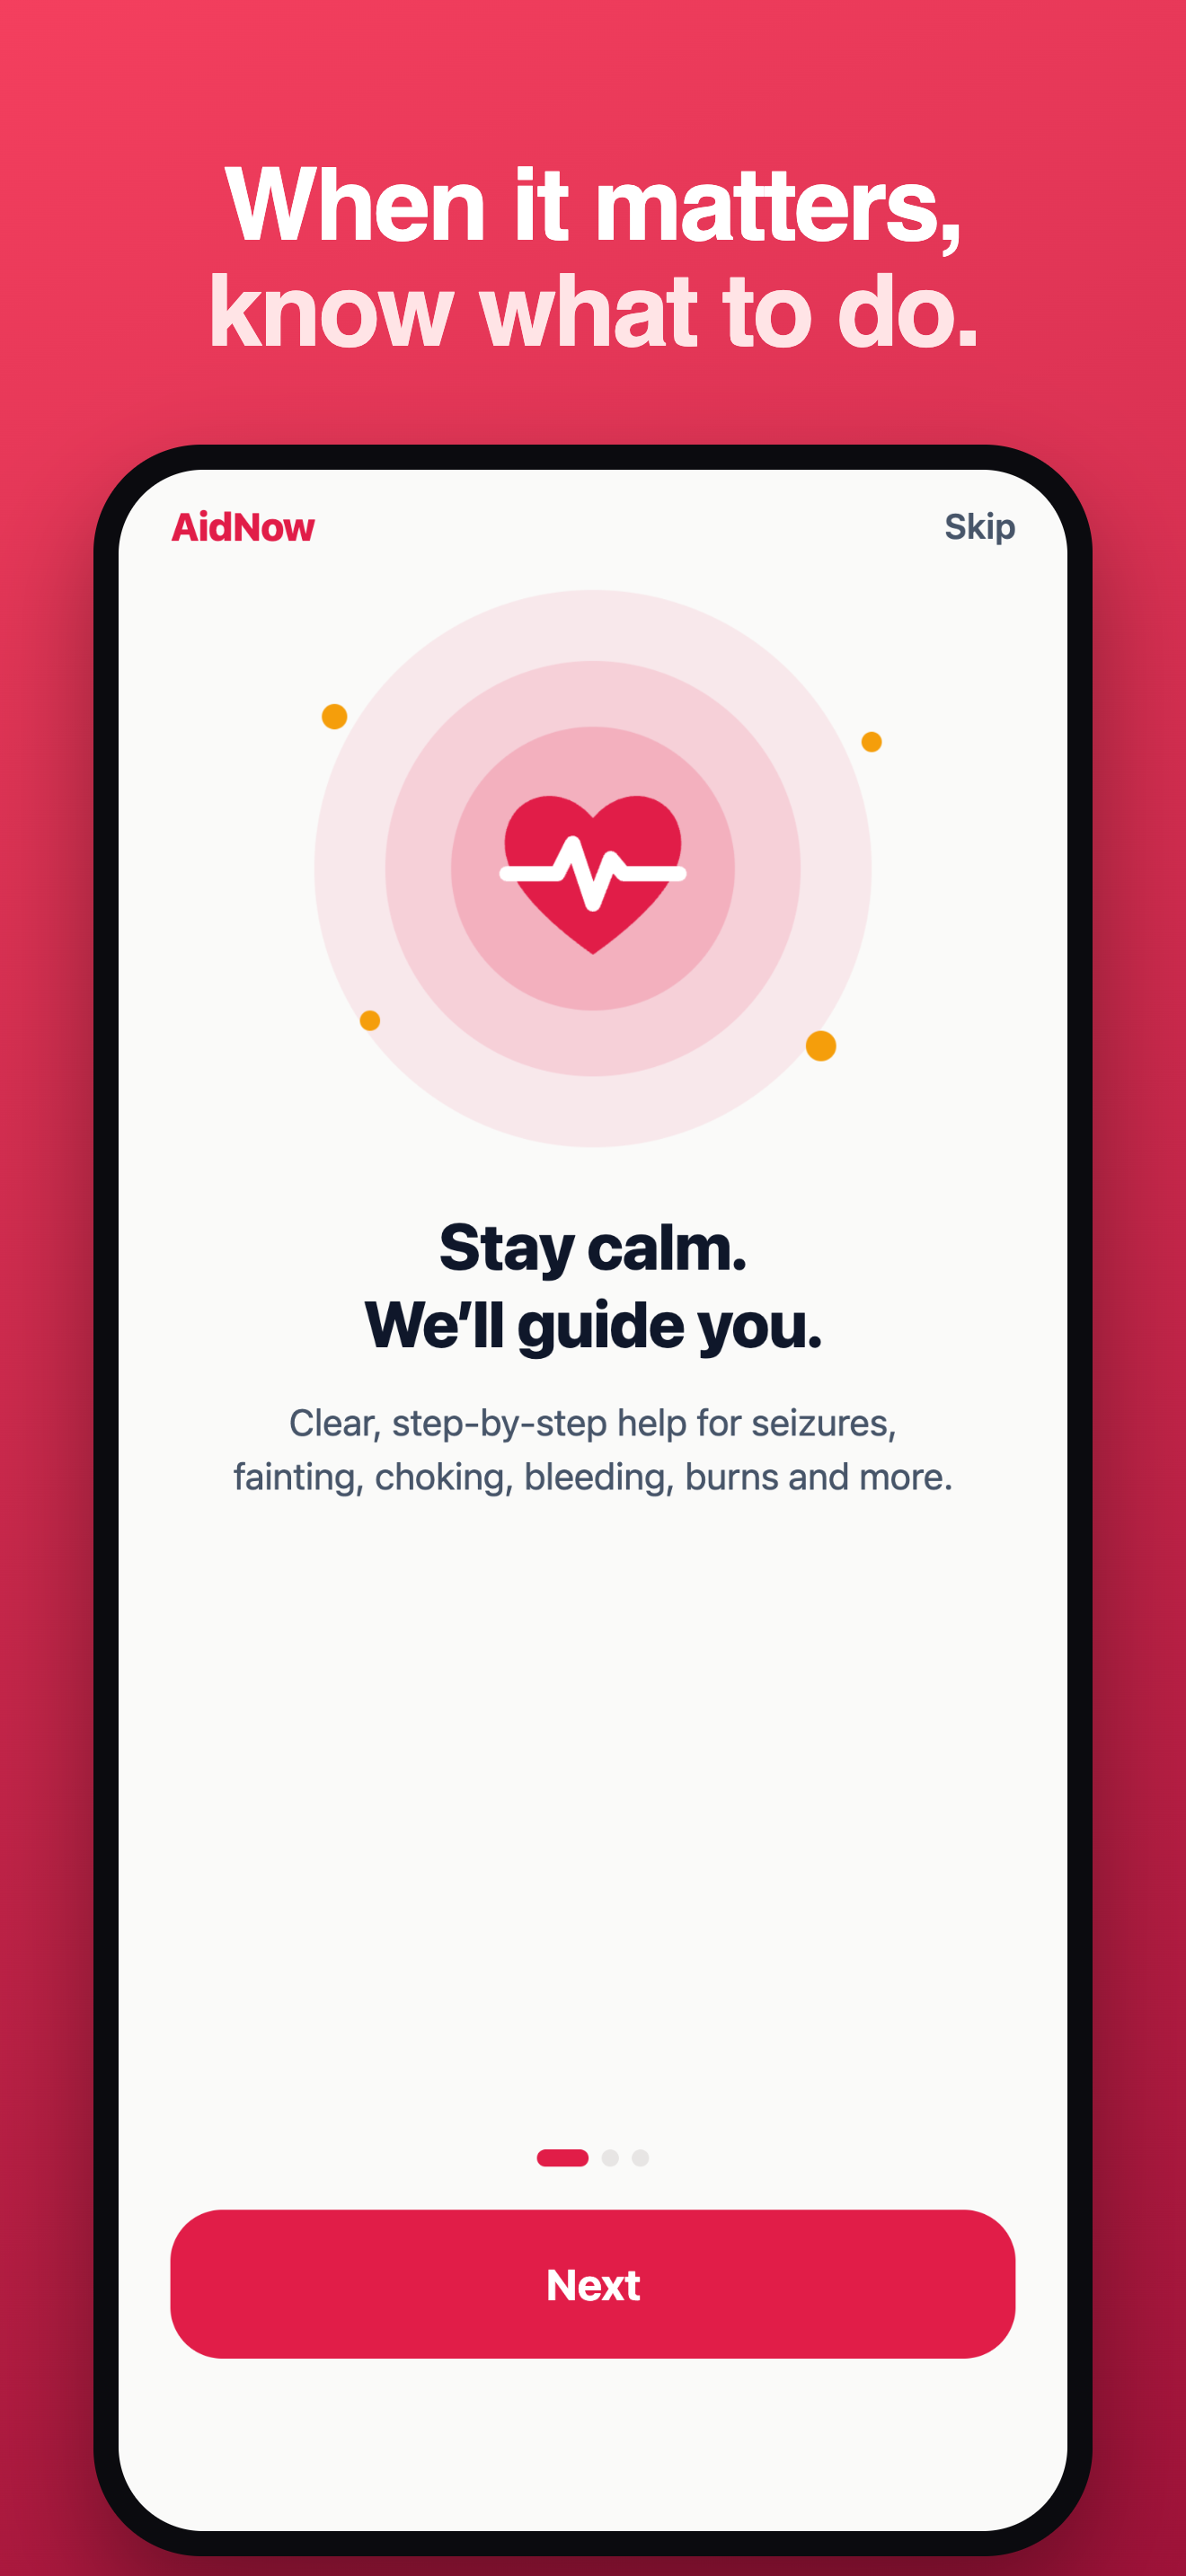 When it matters,
know what to do.
AidNow
Skip
Stay calm.
We’ll guide you.
Clear, step-by-step help for seizures,
fainting, choking, bleeding, burns and more.
Next